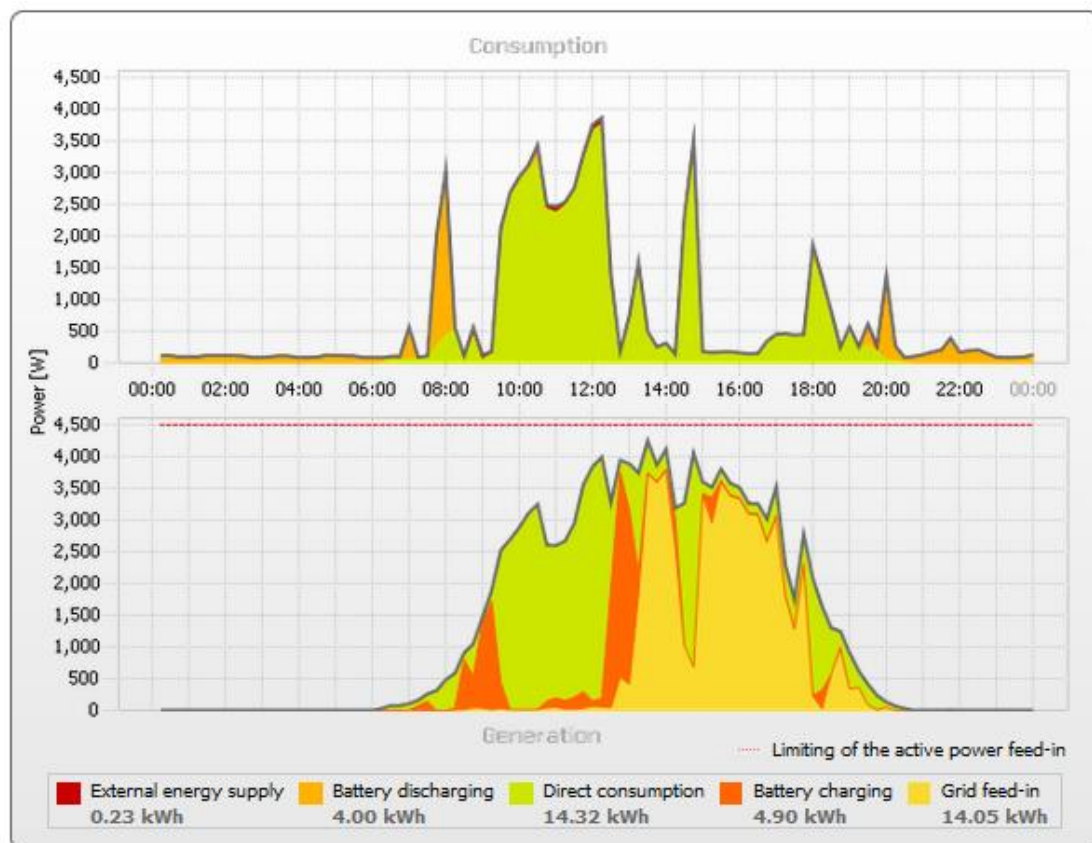 Consumption
4,500
4,000
3,500
3,000
2,500
2,000
1,500
1,000
500
0
Power [W]
00:00 02:00 04:00 06:00 08:00 10:00 12:00 14:00 16:00 18:00 20:00 22:00 00:00
4,500
4,000
3,500
3,000
2,500
2,000
1,500
1,000
500
0
Generation
Limiting of the active power feed-in
External energy supply Battery discharging Direct consumption Battery charging Grid feed-in
0.23 kWh 4.00 kWh 14.32 kWh 4.90 kWh 14.05 kWh